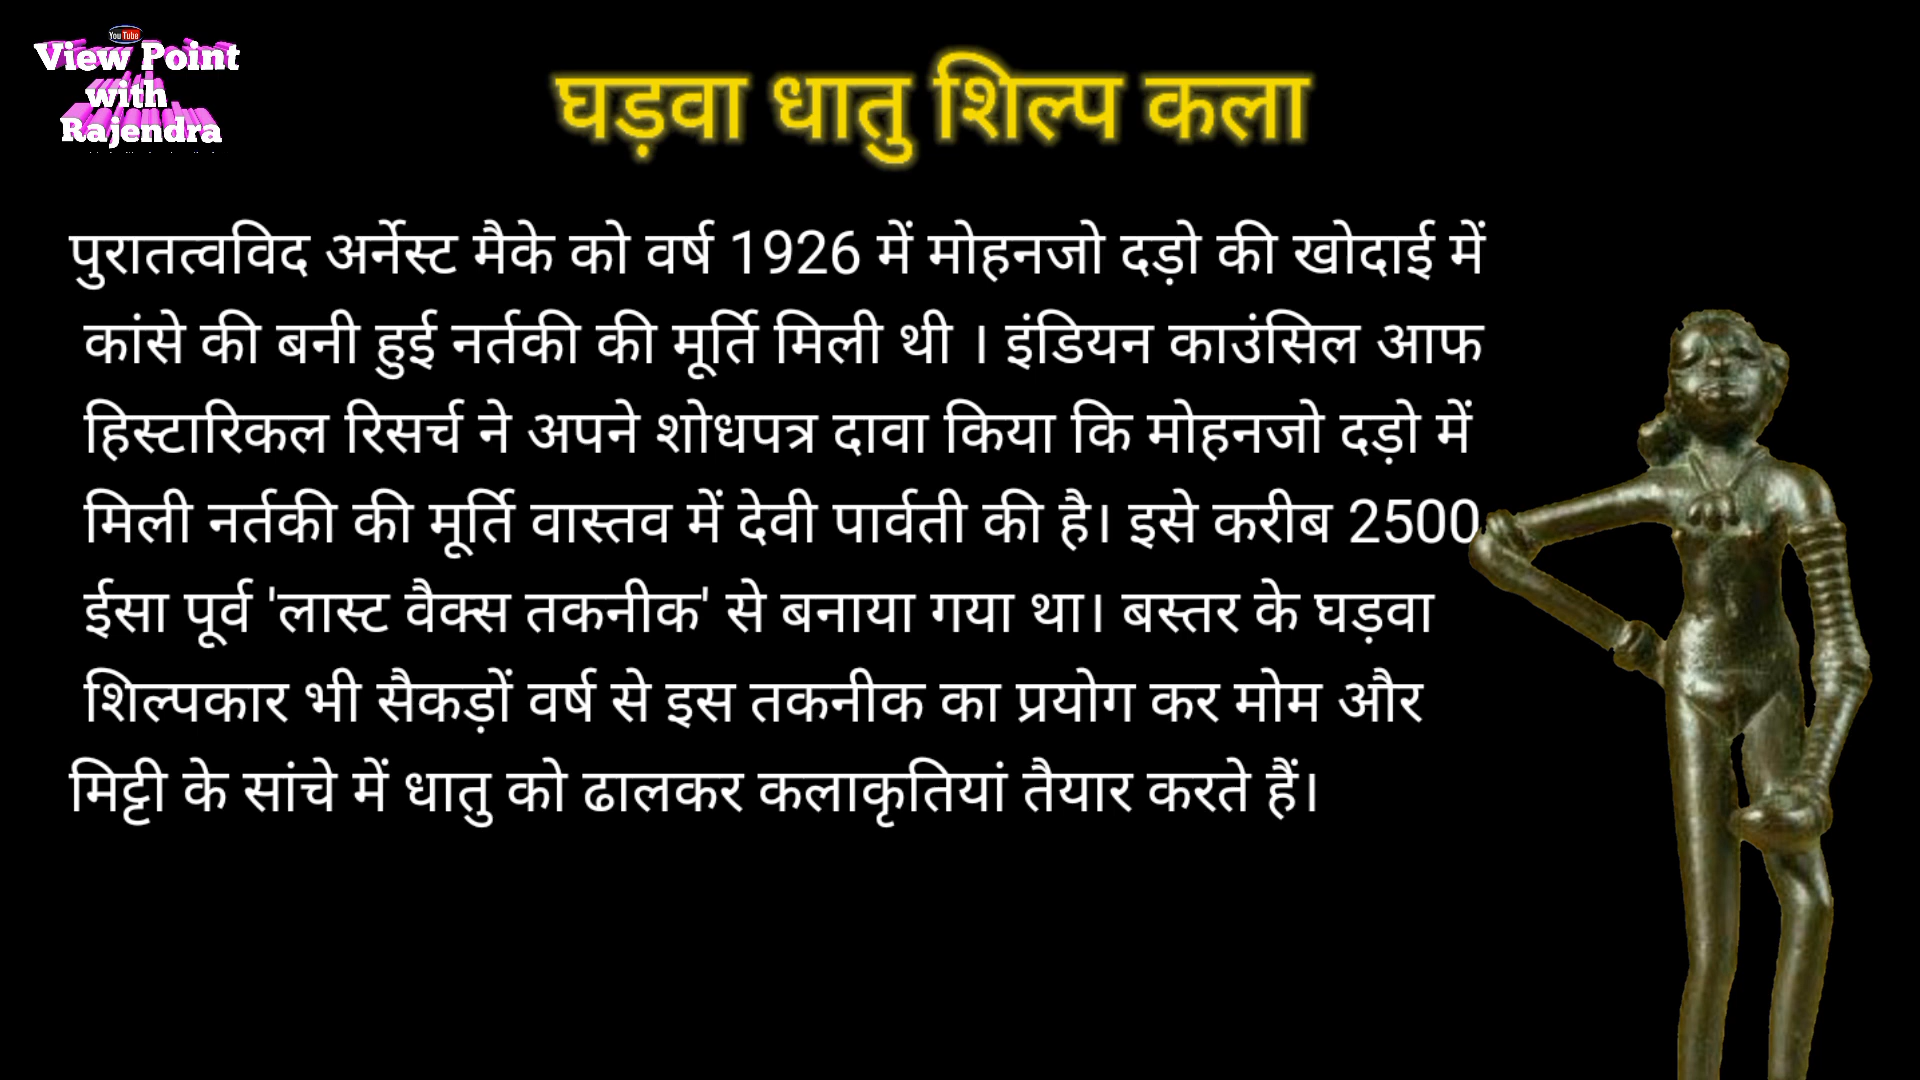 You Tube
View Point
with
Rajendra
घड़वा धातु शिल्प कला
पुरातत्वविद अर्नेस्ट मैके को वर्ष 1926 में मोहनजो दड़ो की खोदाई में
कांसे की बनी हुई नर्तकी की मूर्ति मिली थी । इंडियन काउंसिल आफ
हिस्टारिकल रिसर्च ने अपने शोधपत्र दावा किया कि मोहनजो दड़ो में
मिली नर्तकी की मूर्ति वास्तव में देवी पार्वती की है। इसे करीब 2500
ईसा पूर्व 'लास्ट वैक्स तकनीक' से बनाया गया था। बस्तर के घड़वा
शिल्पकार भी सैकड़ों वर्ष से इस तकनीक का प्रयोग कर मोम और
मिट्टी के सांचे में धातु को ढालकर कलाकृतियां तैयार करते हैं।